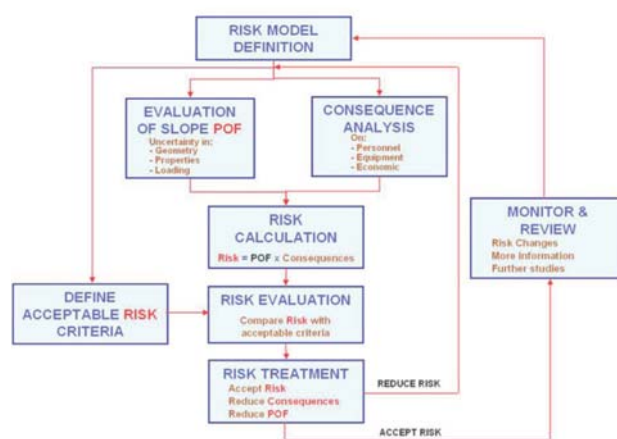 RISK MODEL
DEFINITION
EVALUATION
OF SLOPE POF
Uncertainty in:
- Geometry
- Properties
- Loading
CONSEQUENCE
ANALYSIS
On:
- Personnel
- Equipment
- Economic
RISK
CALCULATION
Risk = POF x Consequences
MONITOR &
REVIEW
Risk Changes
More Information
Further studies
DEFINE
ACCEPTABLE RISK
CRITERIA
RISK EVALUATION
Compare Risk with
acceptable criteria
RISK TREATMENT
Accept Risk
Reduce Consequences
Reduce POF
REDUCE RISK
ACCEPT RISK